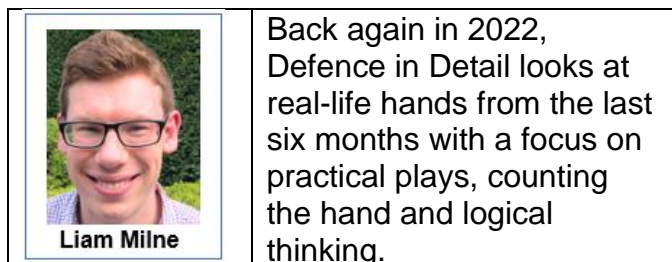 Back again in 2022,
Defence in Detail looks at
real-life hands from the last
six months with a focus on
practical plays, counting
the hand and logical
thinking.
Liam Milne